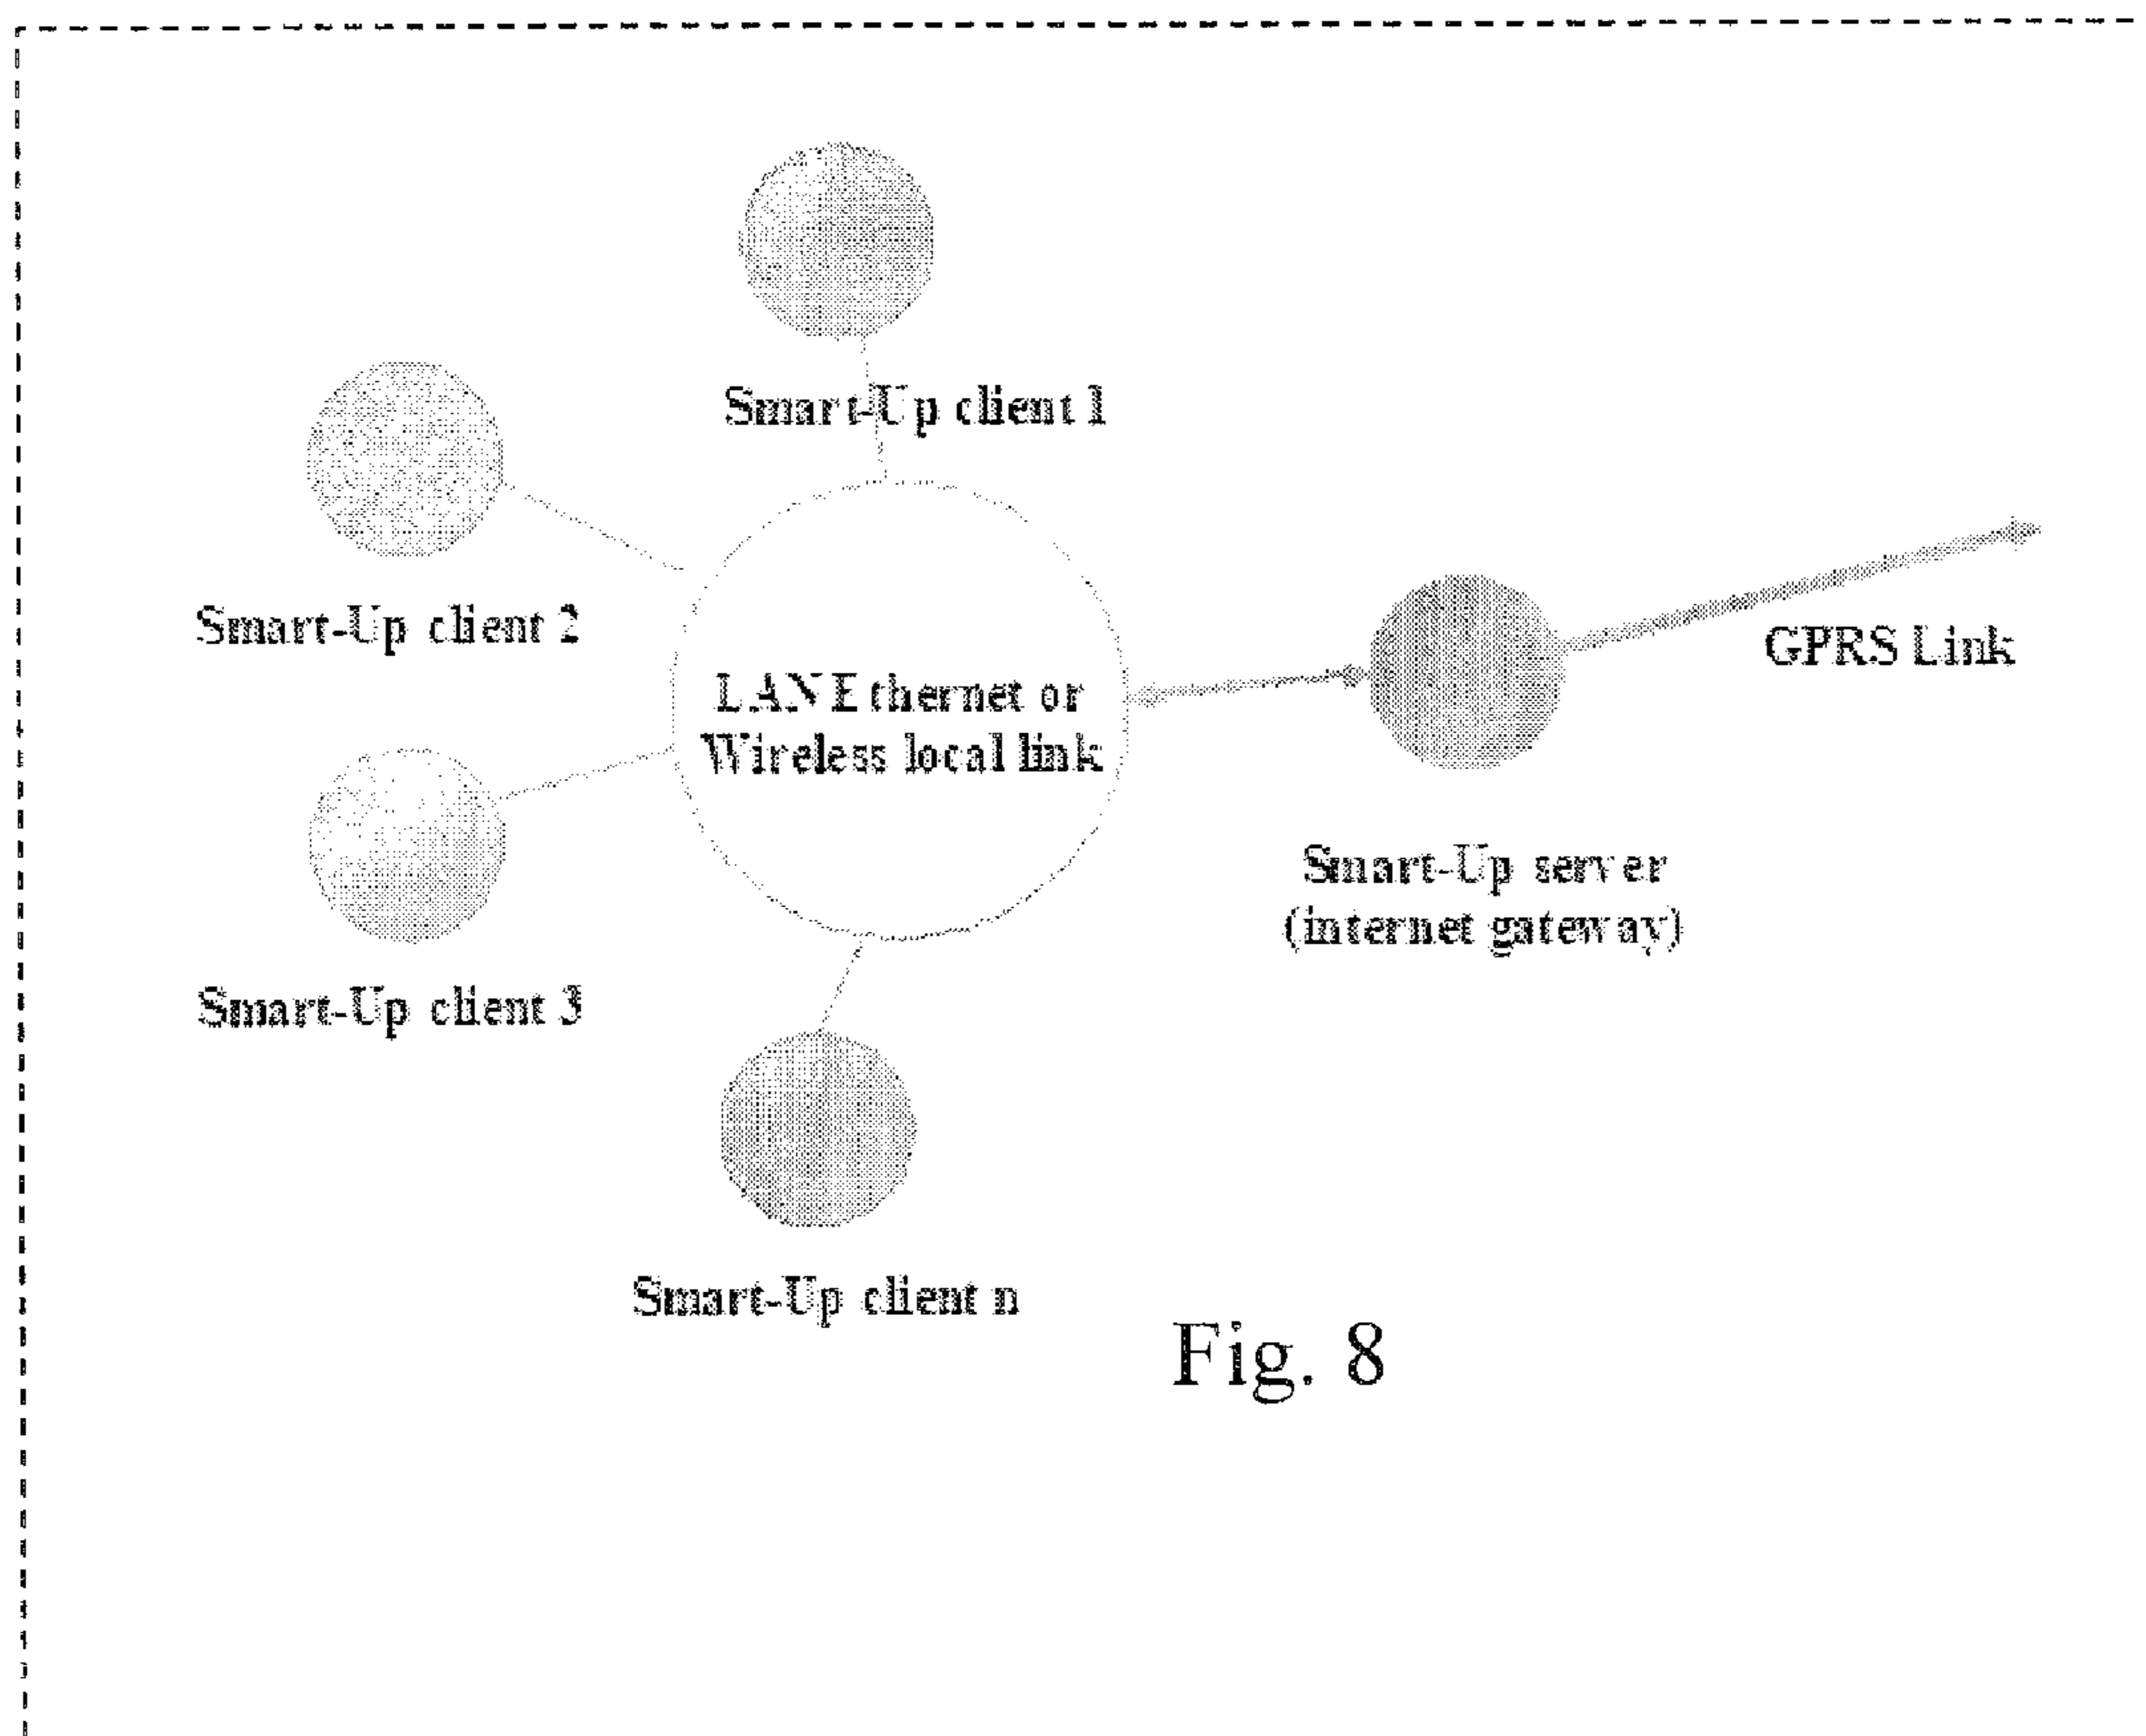 Smart-Up client 1
Smart-Up client 2
GPRS Link
LAN Ethernet or
Wireless local link
Smart-Up server
(internet gateway)
Smart-Up client 3
Smart-Up client n
Fig. 8